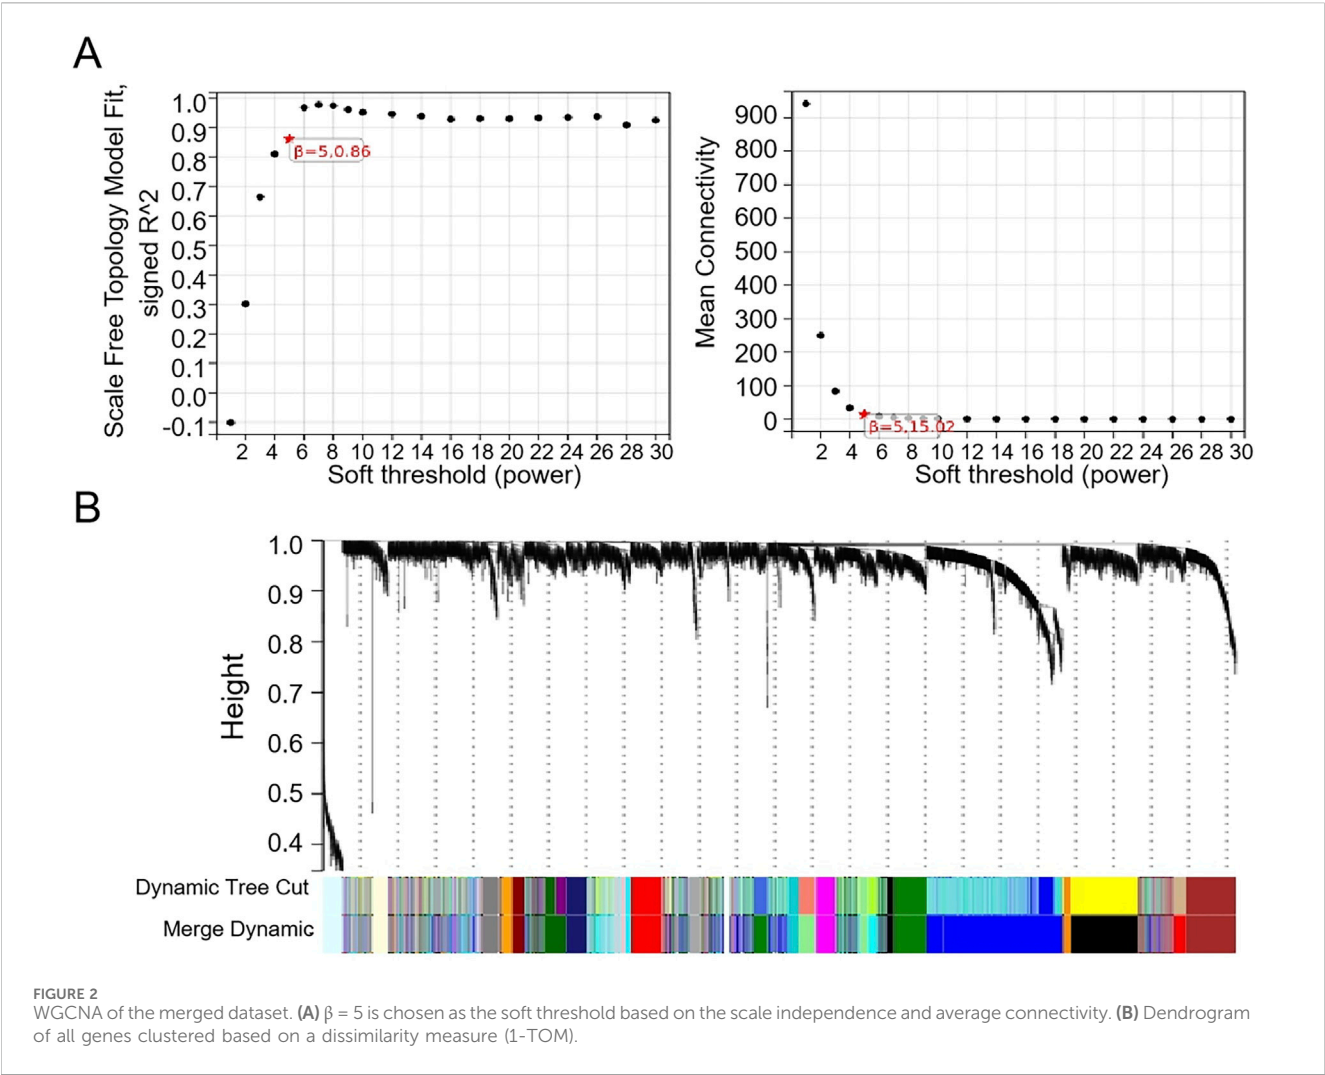 A
Scale Free Topology Model Fit,
signed R^2
1.0
0.9
0.8
0.7
0.6
0.5
0.4
0.3
0.2
0.1
0.0
-0.1
β=5,0.86
2 4 6 8 10 12 14 16 18 20 22 24 26 28 30
Soft threshold (power)
Mean Connectivity
900
800
700
600
500
400
300
200
100
0
β=5,15.02
2 4 6 8 10 12 14 16 18 20 22 24 26 28 30
Soft threshold (power)
B
Height
1.0
0.9
0.8
0.7
0.6
0.5
0.4
Dynamic Tree Cut
Merge Dynamic
FIGURE 2
WGCNA of the merged dataset. (A) β = 5 is chosen as the soft threshold based on the scale independence and average connectivity. (B) Dendrogram
of all genes clustered based on a dissimilarity measure (1-TOM).